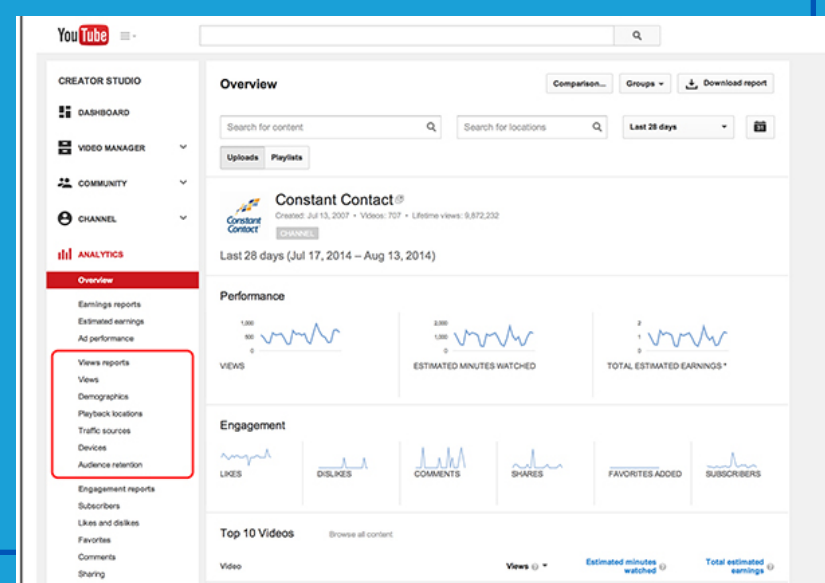 YouTube
CREATOR STUDIO
DASHBOARD
VIDEO MANAGER
COMMUNITY
CHANNEL
ANALYTICS
Overview
Earnings reports
Estimated earnings
Ad performance
Views reports
Views
Demographics
Playback locations
Traffic sources
Devices
Audience retention
Engagement reports
Subscribers
Likes and dislikes
Favorites
Comments
Sharing
Overview
Comparison...
Groups
Download report
Search for content
Search for locations
Last 28 days
31
Uploads
Playlists
Constant Contact
Constant Contact
Created: Jul 13, 2007 • Videos: 707 • Lifetime views: 9,872,232
CHANNEL
Last 28 days (Jul 17, 2014 – Aug 13, 2014)
Performance
1,000
500
0
VIEWS
2,000
1,000
0
ESTIMATED MINUTES WATCHED
2
1
0
TOTAL ESTIMATED EARNINGS *
Engagement
LIKES
DISLIKES
COMMENTS
SHARES
FAVORITES ADDED
SUBSCRIBERS
Top 10 Videos
Browse all content
Video
Views
Estimated minutes
watched
Total estimated
earnings